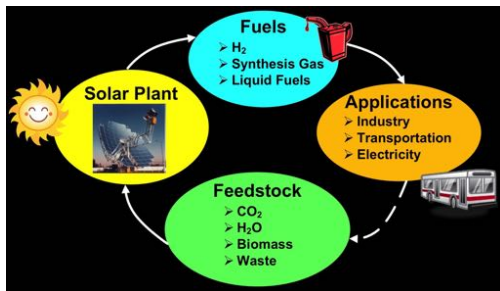 Fuels
➢ H₂
➢ Synthesis Gas
➢ Liquid Fuels
Solar Plant
Applications
➢ Industry
➢ Transportation
➢ Electricity
Feedstock
➢ CO₂
➢ H₂O
➢ Biomass
➢ Waste